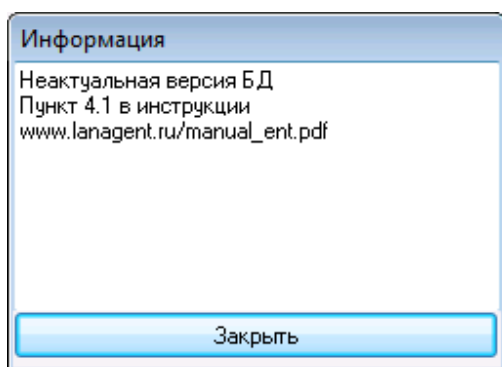 Информация
Неактуальная версия БД
Пункт 4.1 в инструкции
www.lanagent.ru/manual_ent.pdf
Закрыть